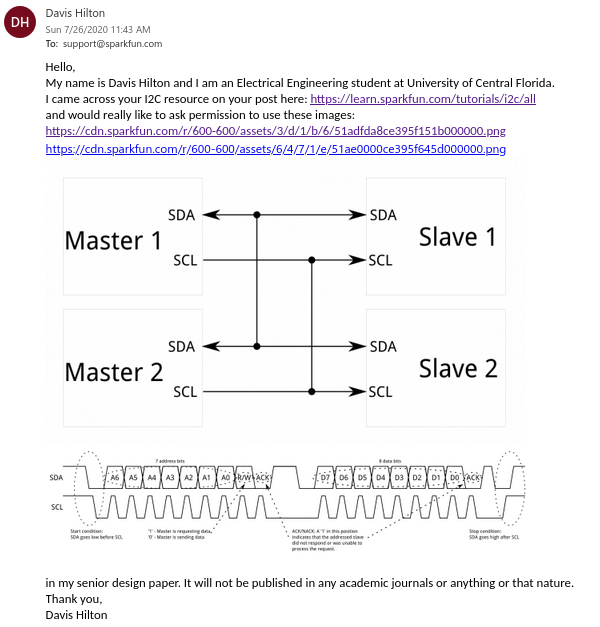 DH
Davis Hilton
Sun 7/26/2020 11:43 AM
To: support@sparkfun.com
Hello,
My name is Davis Hilton and I am an Electrical Engineering student at University of Central Florida.
I came across your I2C resource on your post here: https://learn.sparkfun.com/tutorials/i2c/all
and would really like to ask permission to use these images:
https://cdn.sparkfun.com/r/600-600/assets/3/d/1/b/6/51adfda8ce395f151b000000.png
https://cdn.sparkfun.com/r/600-600/assets/6/4/7/1/e/51ae0000ce395f645d000000.png
SDA SDA
Master 1 Slave 1
SCL SCL
SDA SDA
Master 2 Slave 2
SCL SCL
7 address bits 8 data bits
SDA A6 A5 A4 A3 A2 A1 A0 R/W ACK D7 D6 D5 D4 D3 D2 D1 D0 ACK
SCL
Start condition:
SDA goes low before SCL
'1' - Master is requesting data,
'0' - Master is sending data
ACK/NACK: A '1' in this position
indicates that the addressed slave
did not respond or was unable to
process the request.
Stop condition:
SDA goes high after SCL
in my senior design paper. It will not be published in any academic journals or anything or that nature.
Thank you,
Davis Hilton